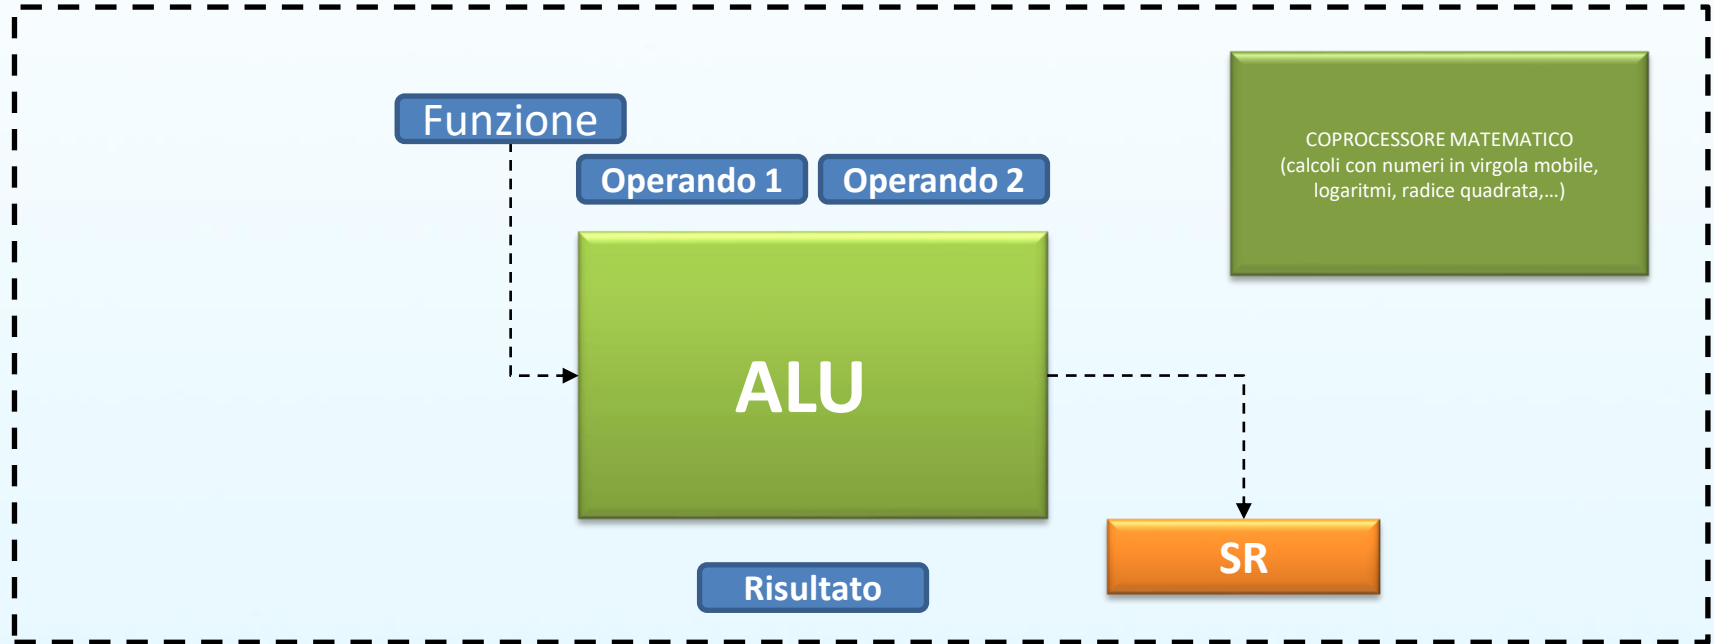 Funzione
Operando 1
Operando 2
COPROCESSORE MATEMATICO
(calcoli con numeri in virgola mobile,
logaritmi, radice quadrata,...)
ALU
SR
Risultato